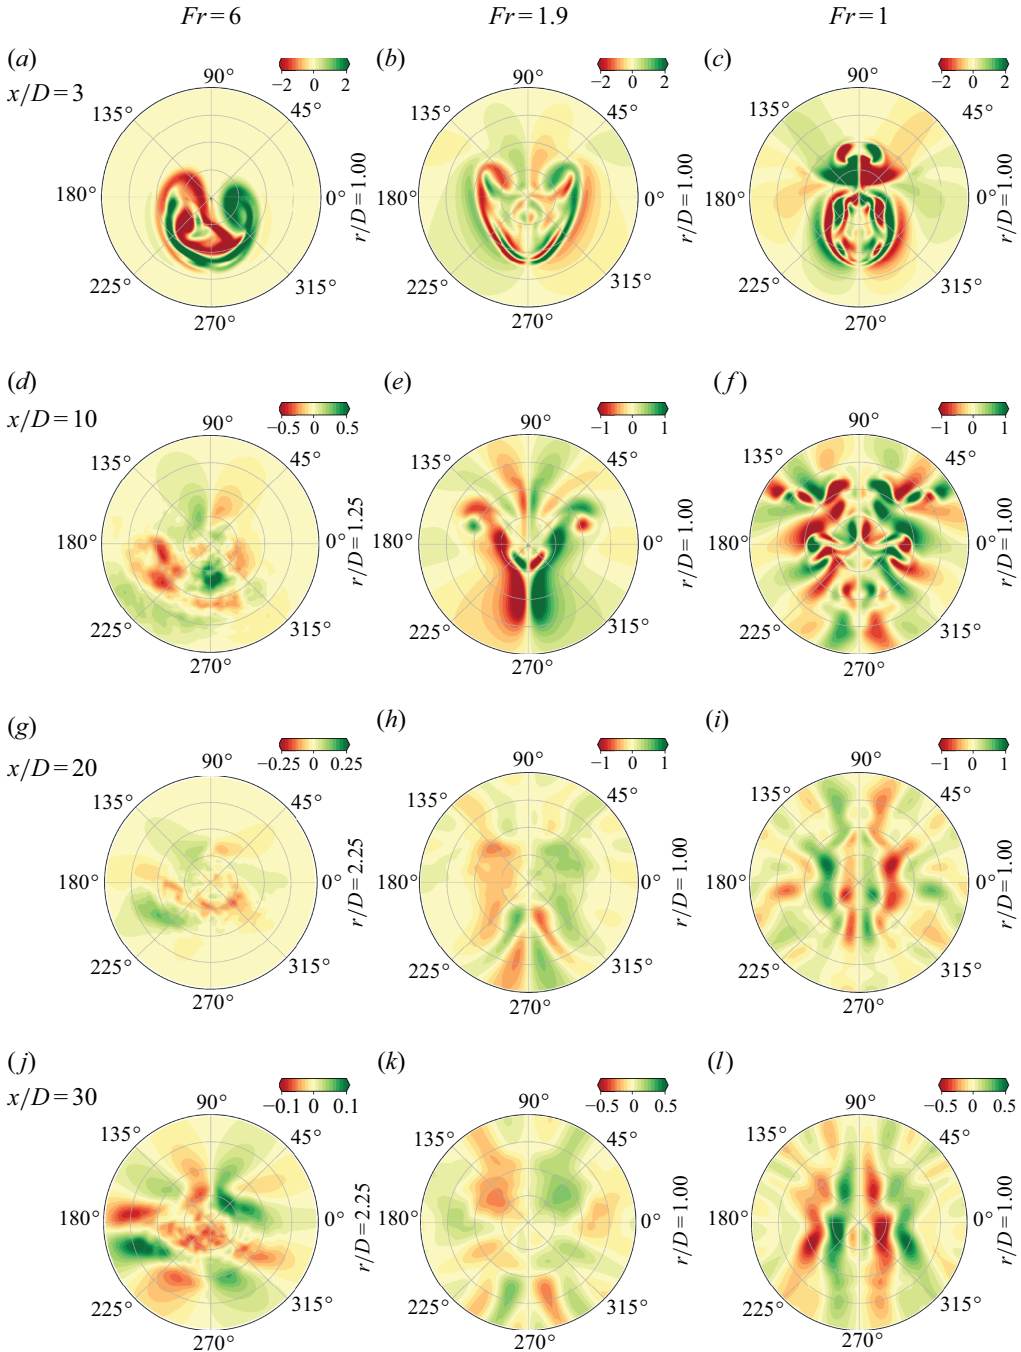 Fr = 6 Fr = 1.9 Fr = 1
(a) (b) (c)
−2 0 2 −2 0 2 −2 0 2
x/D = 3
90° 90° 90°
135° 45° 135° 45° 135° 45°
180° 0° r/D = 1.00 180° 0° r/D = 1.00 180° 0° r/D = 1.00
225° 315° 225° 315° 225° 315°
270° 270° 270°
(d) (e) (f)
−0.5 0 0.5 −1 0 1 −1 0 1
x/D = 10
90° 90° 90°
135° 45° 135° 45° 135° 45°
180° 0° r/D = 1.25 180° 0° r/D = 1.00 180° 0° r/D = 1.00
225° 315° 225° 315° 225° 315°
270° 270° 270°
(g) (h) (i)
−0.25 0 0.25 −1 0 1 −1 0 1
x/D = 20
90° 90° 90°
135° 45° 135° 45° 135° 45°
180° 0° r/D = 2.25 180° 0° r/D = 1.00 180° 0° r/D = 1.00
225° 315° 225° 315° 225° 315°
270° 270° 270°
(j) (k) (l)
−0.1 0 0.1 −0.5 0 0.5 −0.5 0 0.5
x/D = 30
90° 90° 90°
135° 45° 135° 45° 135° 45°
180° 0° r/D = 2.25 180° 0° r/D = 1.00 180° 0° r/D = 1.00
225° 315° 225° 315° 225° 315°
270° 270° 270°